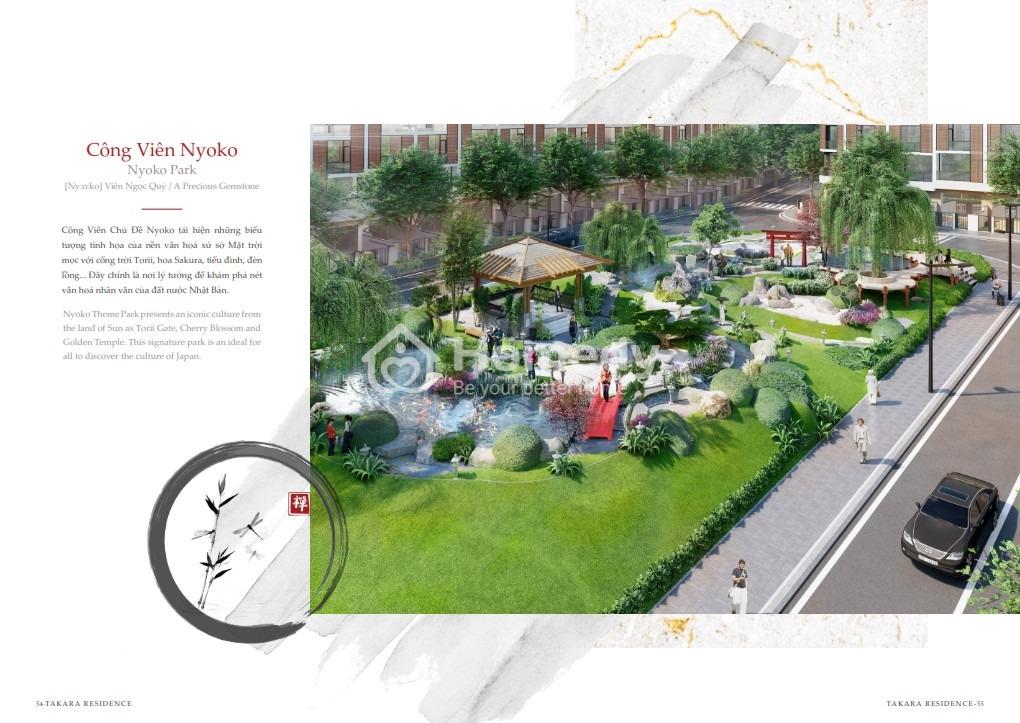 Công Viên Nyoko
Nyoko Park
[Ny:o:ko] Viên Ngọc Quý / A Precious Gemstone
Công Viên Chủ Đề Nyoko tái hiện những biểu
tượng tinh hoa của nền văn hoá xứ sở Mặt trời
mọc với cổng trời Torii, hoa Sakura, tiểu đình, đèn
lồng... Đây chính là nơi lý tưởng để khám phá nét
văn hoá nhân văn của đất nước Nhật Bản.
Nyoko Theme Park presents an iconic culture from
the land of Sun as Torii Gate, Cherry Blossom and
Golden Temple. This signature park is an ideal for
all to discover the culture of Japan.
Homedy
Be your better
禅
54-TAKARA RESIDENCE
TAKARA RESIDENCE-55